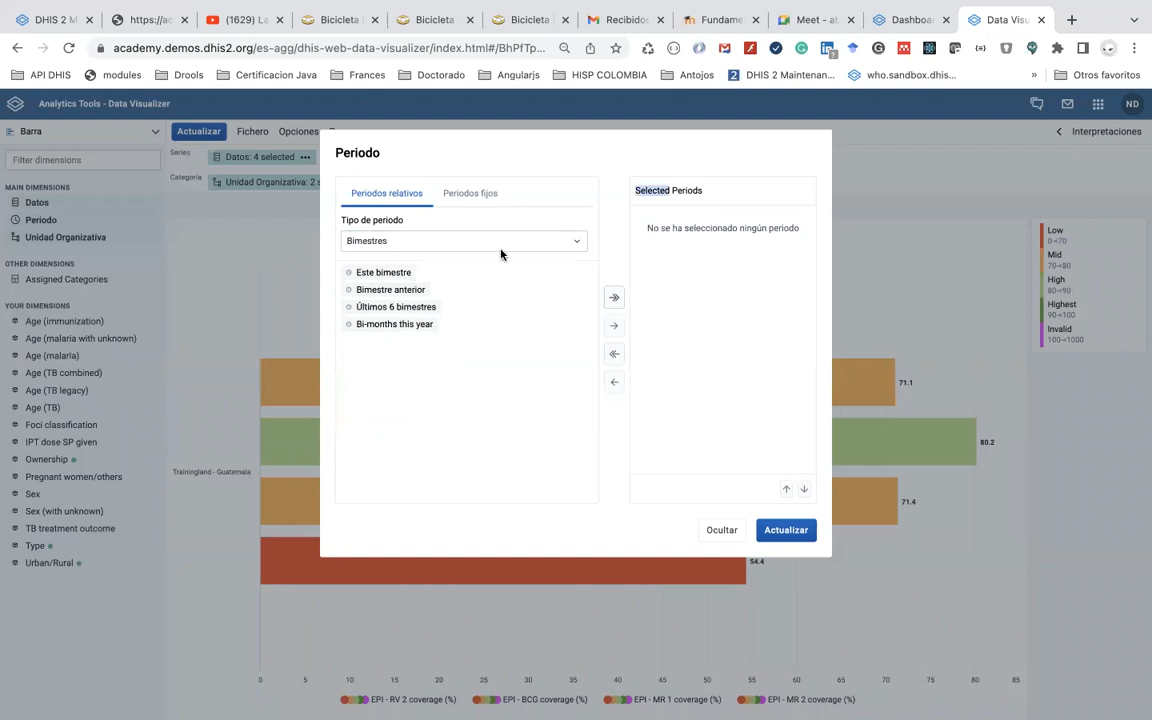 DHIS 2 M
https://ac
(1629) La
Bicicleta
Bicicleta
Bicicleta
Recibidos
Fundame
Meet - at
Dashboar
Data Visu
academy.demos.dhis2.org/es-agg/dhis-web-data-visualizer/index.html#/BhPfTp...
API DHIS
modules
Drools
Certificacion Java
Frances
Doctorado
Angularjs
HISP COLOMBIA
Antojos
DHIS 2 Maintenan...
who.sandbox.dhis...
»
Otros favoritos
Analytics Tools - Data Visualizer
ND
Barra
Actualizar
Fichero
Opciones
Interpretaciones
Filter dimensions
Series
Datos: 4 selected
Categoria
Unidad Organizativa: 2 s
MAIN DIMENSIONS
Datos
Periodo
Unidad Organizativa
OTHER DIMENSIONS
Assigned Categories
YOUR DIMENSIONS
Age (immunization)
Age (malaria with unknown)
Age (malaria)
Age (TB combined)
Age (TB legacy)
Age (TB)
Foci classification
IPT dose SP given
Ownership
Pregnant women/others
Sex
Sex (with unknown)
TB treatment outcome
Type
Urban/Rural
Periodo
Periodos relativos
Periodos fijos
Tipo de periodo
Bimestres
Este bimestre
Bimestre anterior
Últimos 6 bimestres
Bi-months this year
Selected Periods
No se ha seleccionado ningún periodo
Ocultar
Actualizar
Low
0-<70
Mid
70-<80
High
80-<90
Highest
90-<100
Invalid
100-<1000
71.1
80.2
Trainingland - Guatemala
71.4
54.4
0 5 10 15 20 25 30 35 40 45 50 55 60 65 70 75 80 85
EPI - RV 2 coverage (%)
EPI - BCG coverage (%)
EPI - MR 1 coverage (%)
EPI - MR 2 coverage (%)